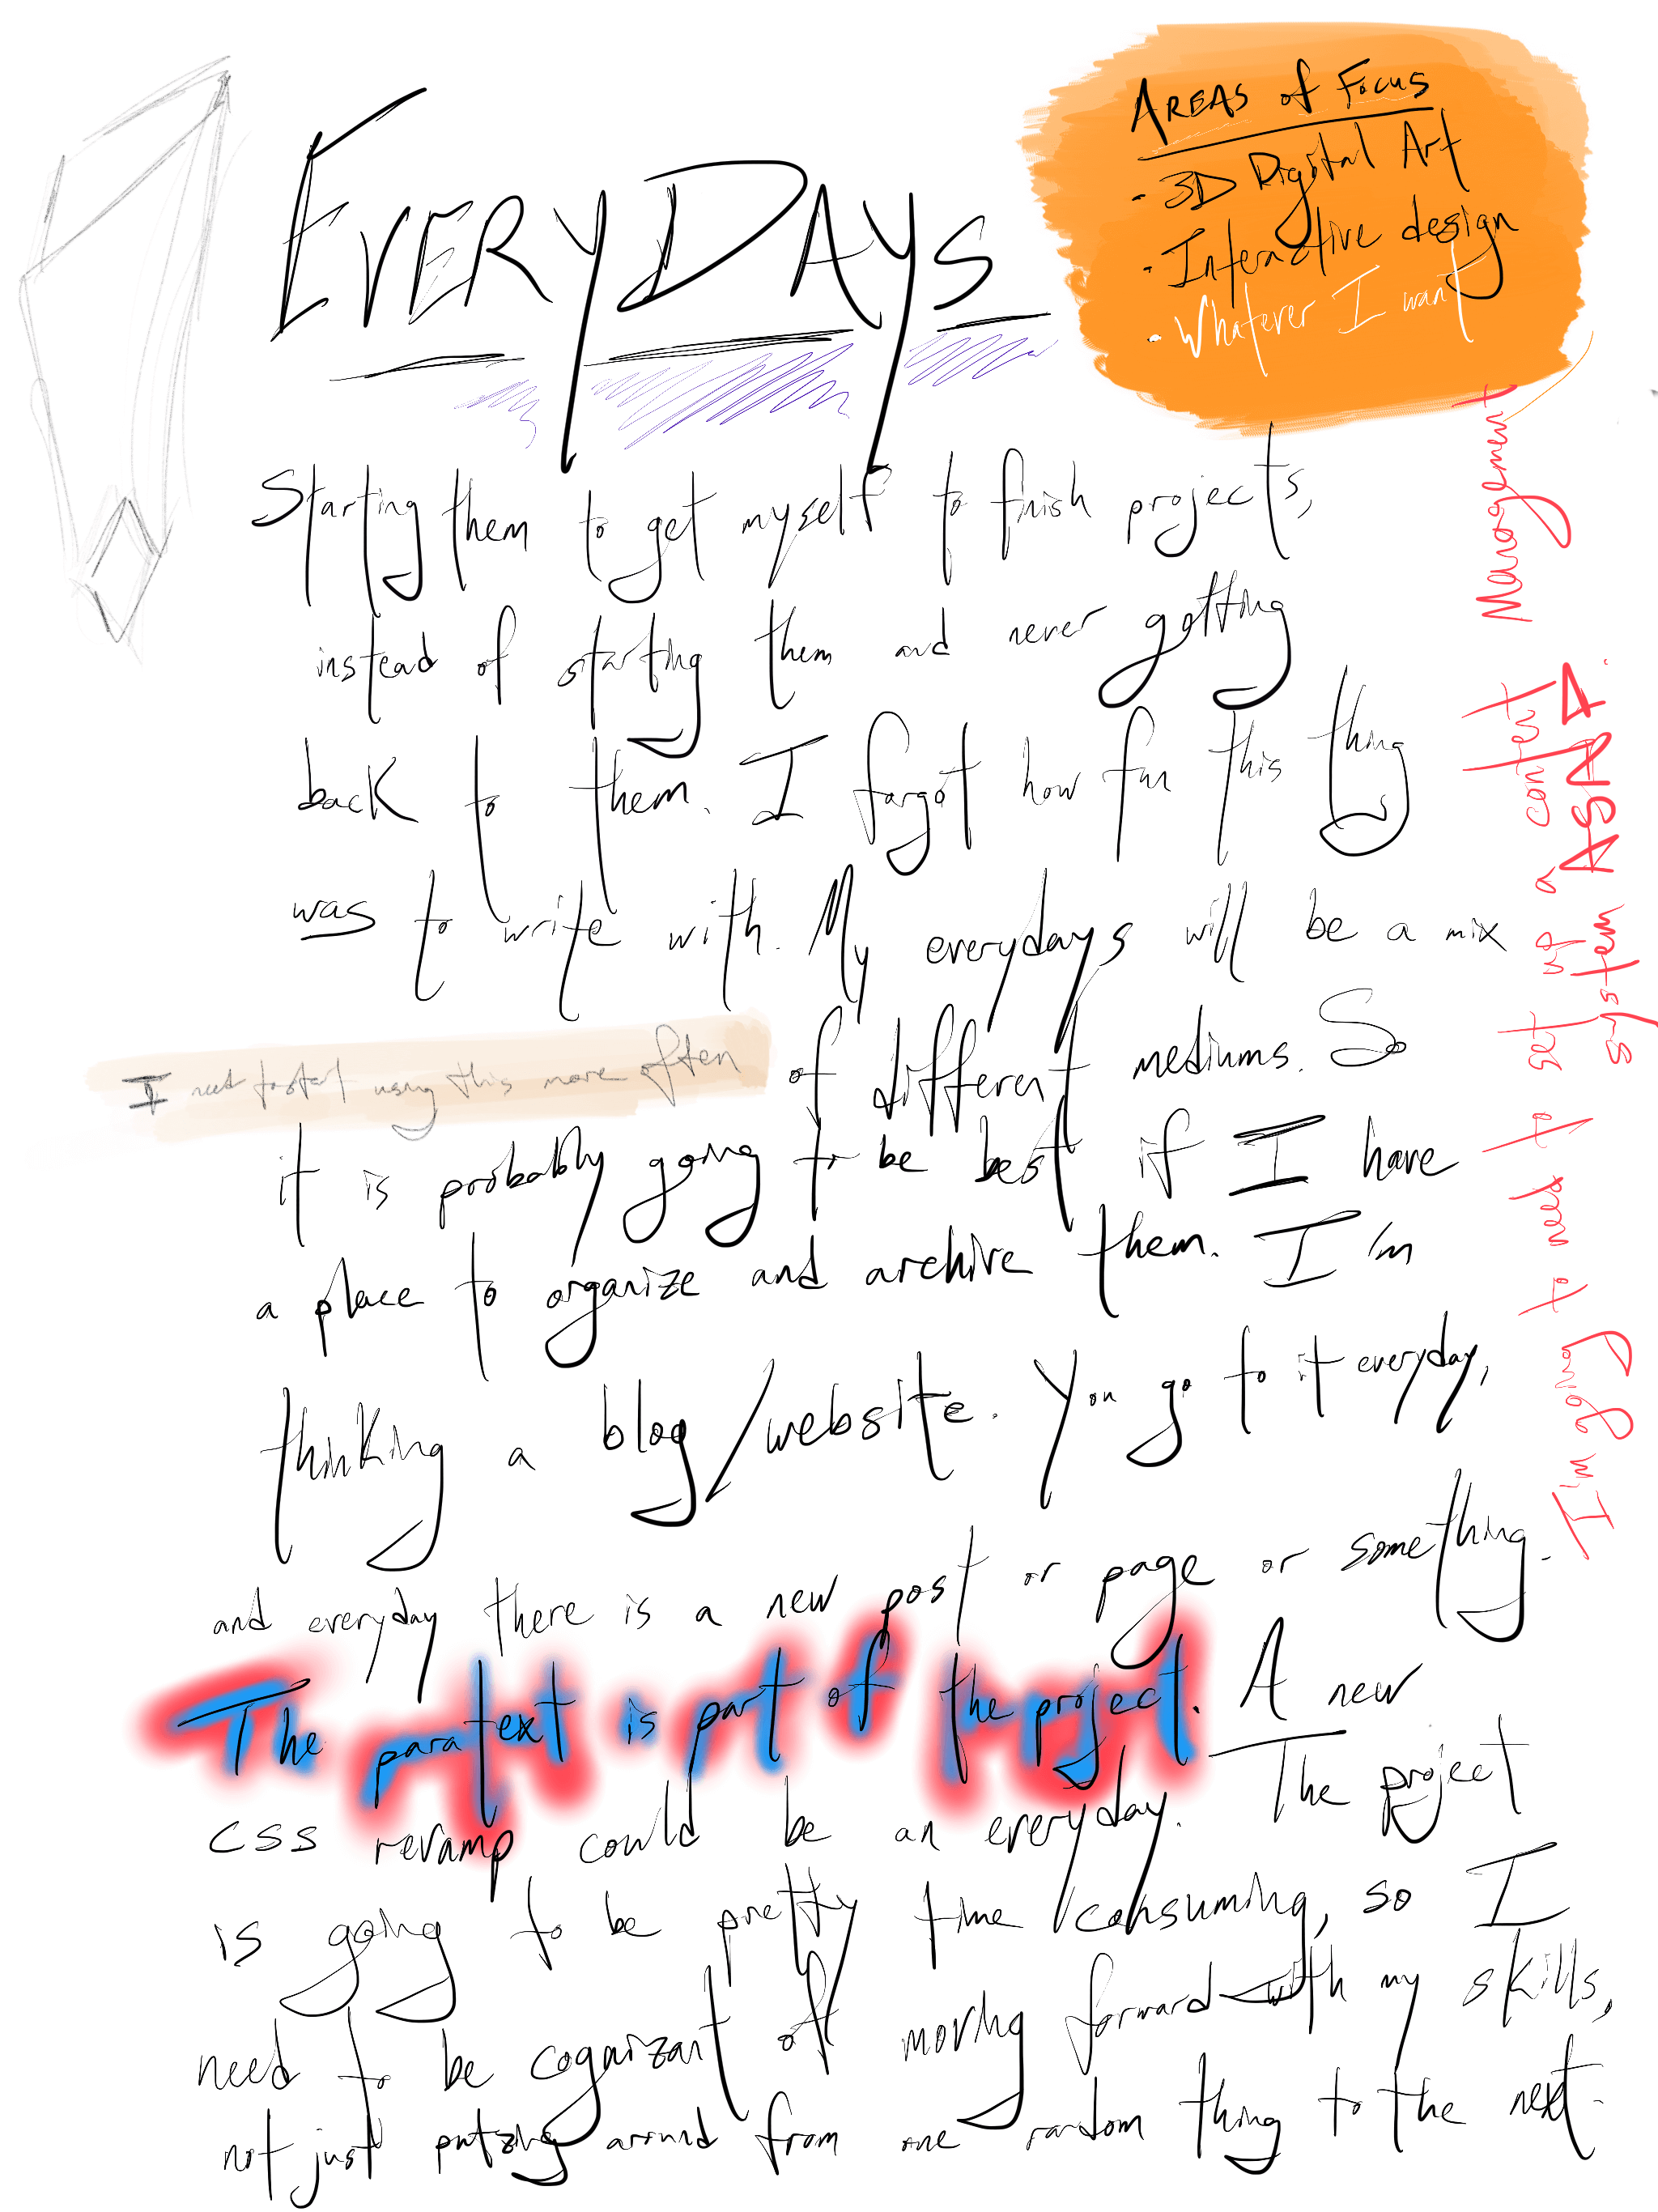 EVERYDAYS
AREAS of FOCUS
- 3D Digital Art
- Interactive design
- Whatever I want
Starting them to get myself to finish projects,
instead of starting them and never getting
back to them. I forgot how fun this thing
was to write with. My everydays will be a mix
I need to start using this more often
of different mediums. So
it is probably going to be best if I have
a place to organize and archive them. I'm
thinking a blog/website. You go to it everyday,
and everyday there is a new post or page or something.
The paratext is part of the project. A new
CSS revamp could be an everyday. The project
is going to be pretty time consuming, so I
need to be cognizant of moving forward with my skills,
not just putzing around from one random thing to the next.
I'm going to need to set up a content Management
system ASAP.